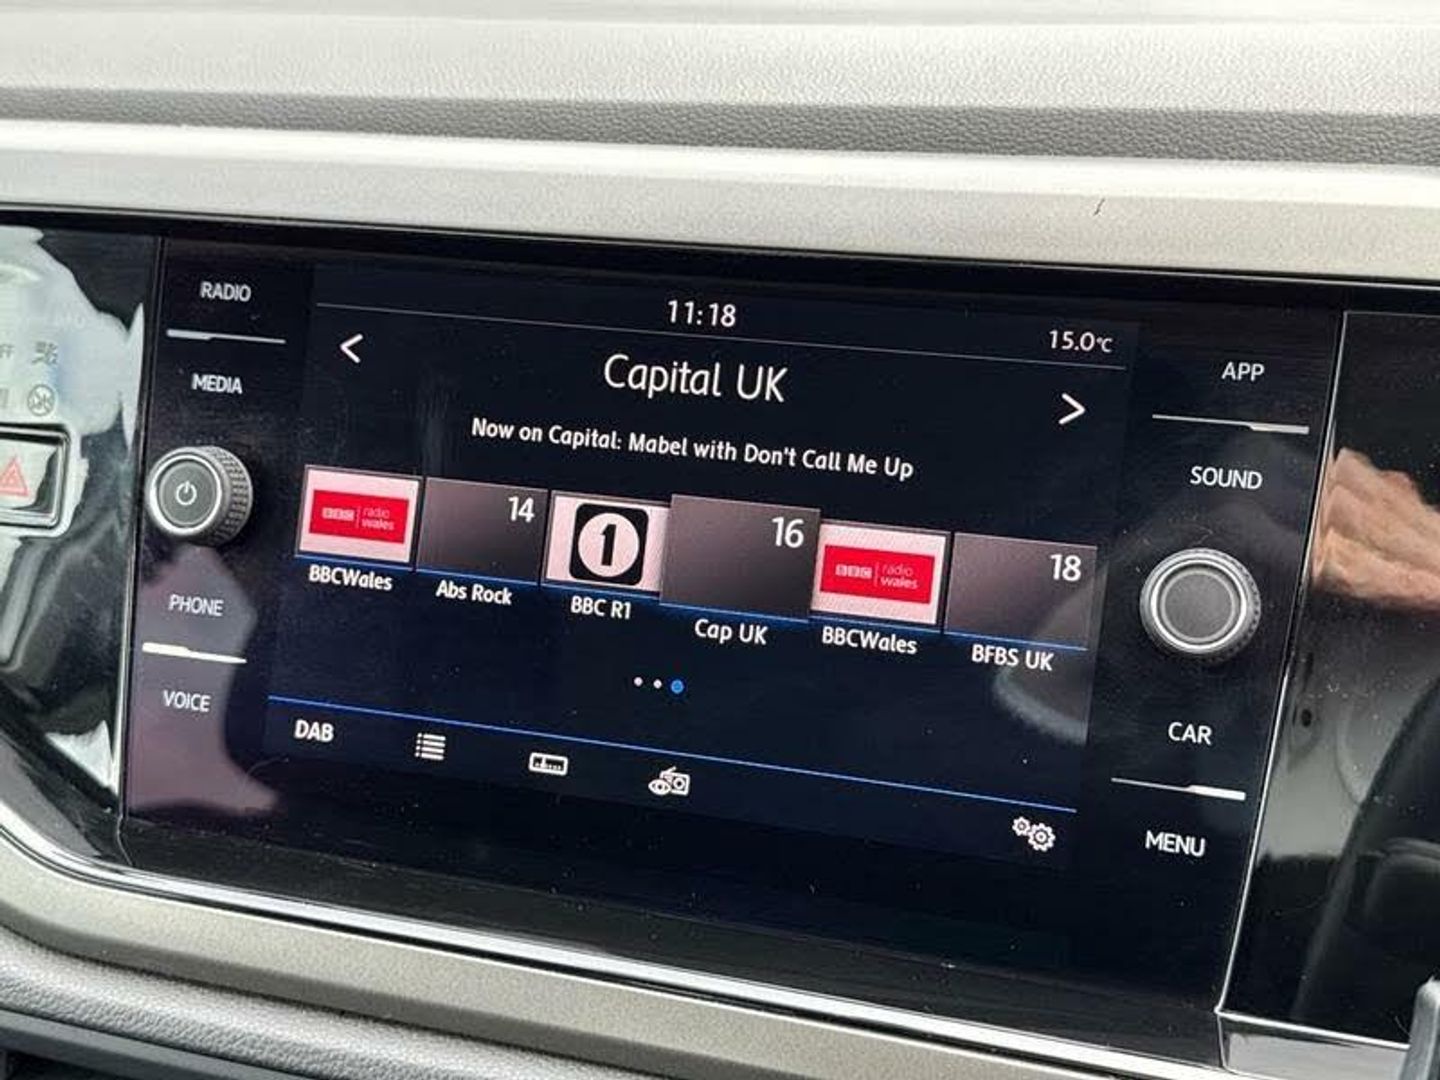 RADIO
MEDIA
PHONE
VOICE
11:18
15.0°C
Capital UK
Now on Capital: Mabel with Don't Call Me Up
BBC radio wales
14
1
16
BBC radio wales
18
BBCWales
Abs Rock
BBC R1
Cap UK
BBCWales
BFBS UK
DAB
APP
SOUND
CAR
MENU